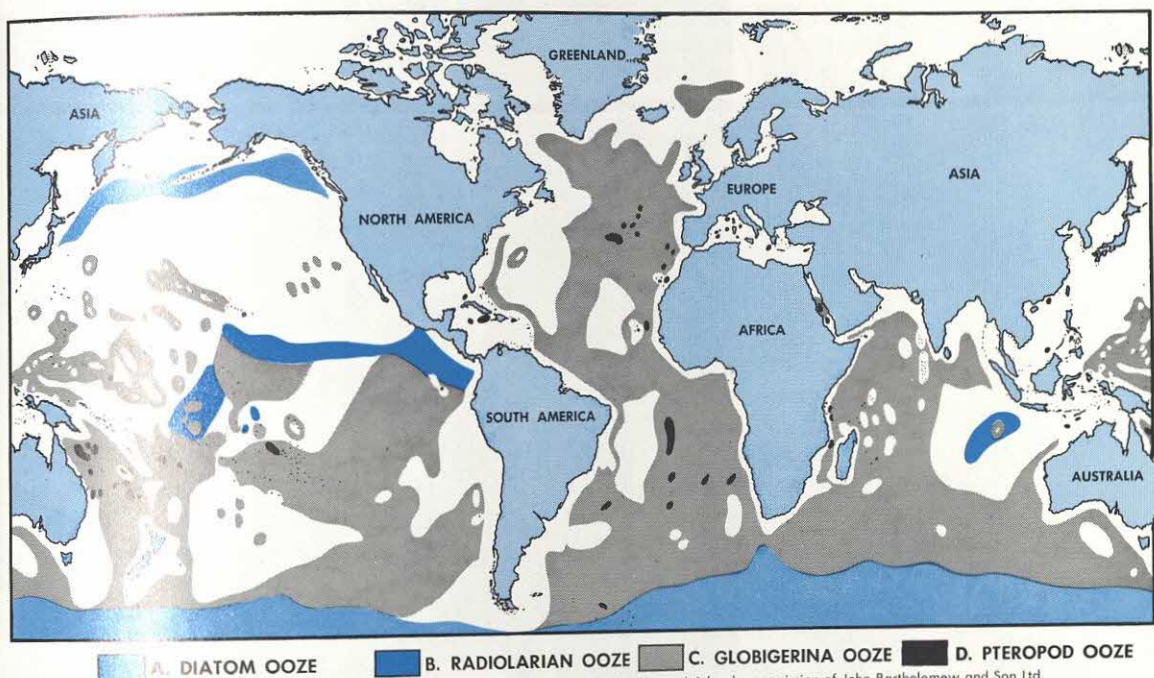 GREENLAND
ASIA
ASIA
EUROPE
NORTH AMERICA
AFRICA
SOUTH AMERICA
AUSTRALIA
A. DIATOM OOZE B. RADIOLARIAN OOZE C. GLOBIGERINA OOZE D. PTEROPOD OOZE
permission of John Bartholomew and Son Ltd.